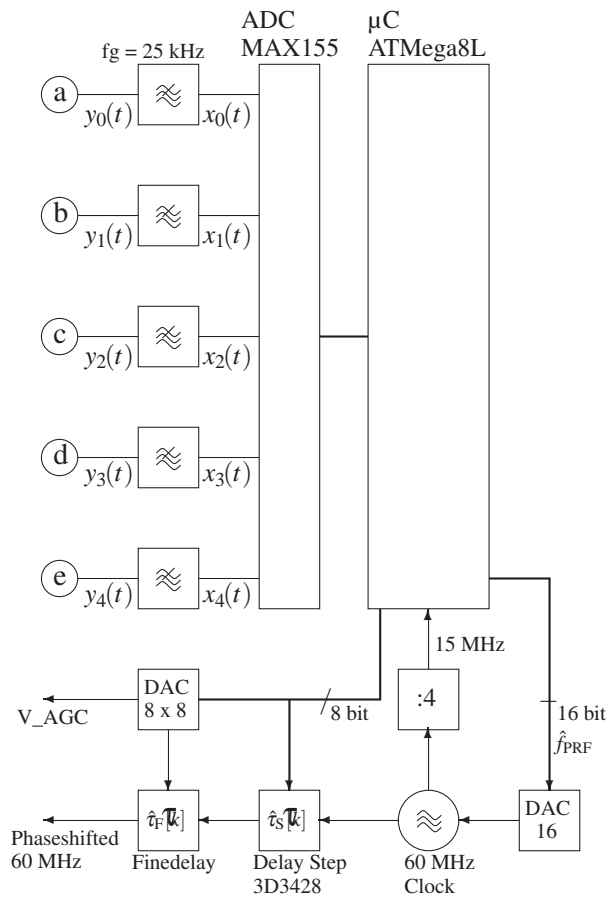 ADC
MAX155
µC
ATMega8L
fg = 25 kHz
a
y0(t)
x0(t)
b
y1(t)
x1(t)
c
y2(t)
x2(t)
d
y3(t)
x3(t)
e
y4(t)
x4(t)
15 MHz
DAC
8 x 8
V_AGC
8 bit
:4
16 bit
f̂PRF
τ̂F[k]
τ̂S[k]
DAC
16
Phaseshifted
60 MHz
Finedelay
Delay Step
3D3428
60 MHz
Clock